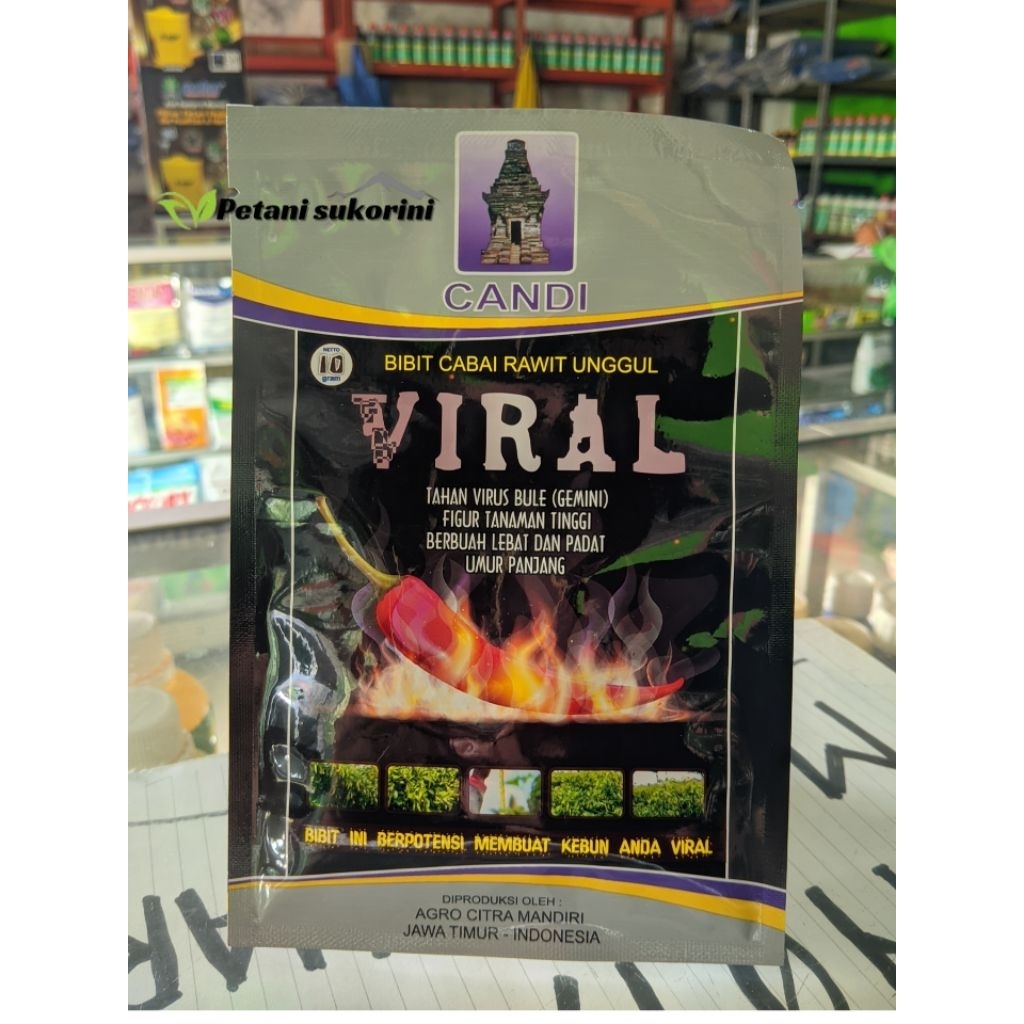 Petani sukorini
CANDI
NETTO
10
gram
BIBIT CABAI RAWIT UNGGUL
VIRAL
TAHAN VIRUS BULE (GEMINI)
FIGUR TANAMAN TINGGI
BERBUAH LEBAT DAN PADAT
UMUR PANJANG
BIBIT INI BERPOTENSI MEMBUAT KEBUN ANDA VIRAL
DIPRODUKSI OLEH :
AGRO CITRA MANDIRI
JAWA TIMUR - INDONESIA